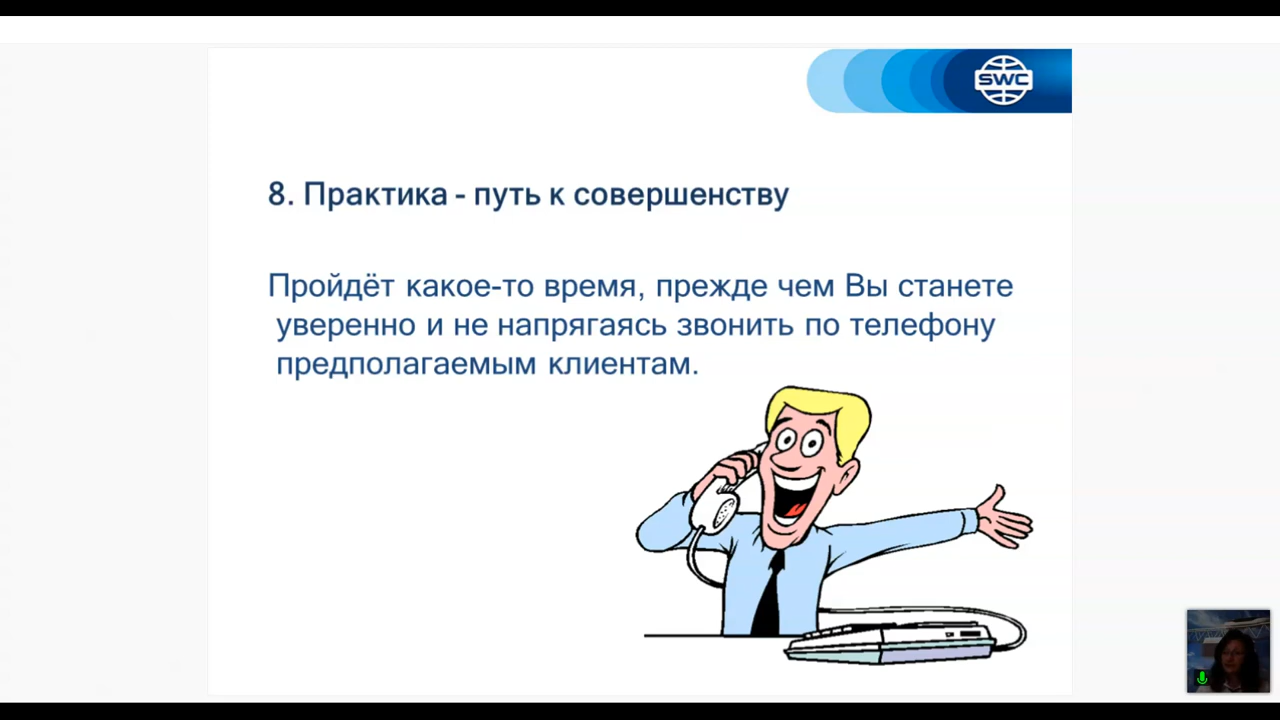 SWC
8. Практика - путь к совершенству
Пройдёт какое-то время, прежде чем Вы станете
уверенно и не напрягаясь звонить по телефону
предполагаемым клиентам.